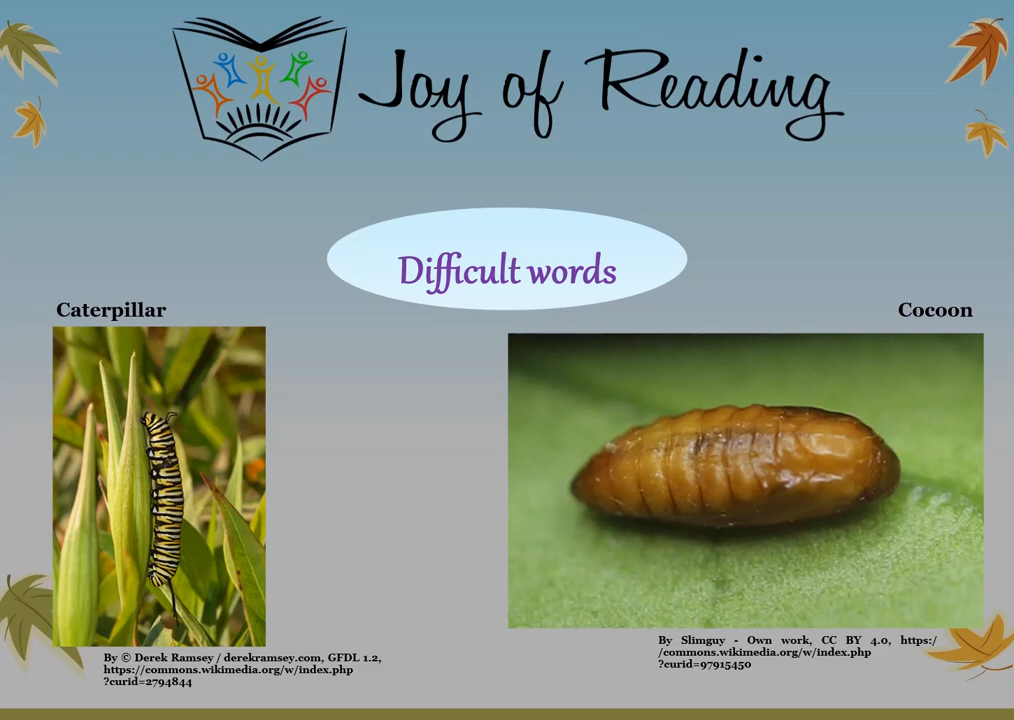 Joy of Reading
Difficult words
Caterpillar
Cocoon
By © Derek Ramsey / derekramsey.com, GFDL 1.2,
https://commons.wikimedia.org/w/index.php
?curid=2794844
By Slimguy - Own work, CC BY 4.0, https:/
/commons.wikimedia.org/w/index.php
?curid=97915450